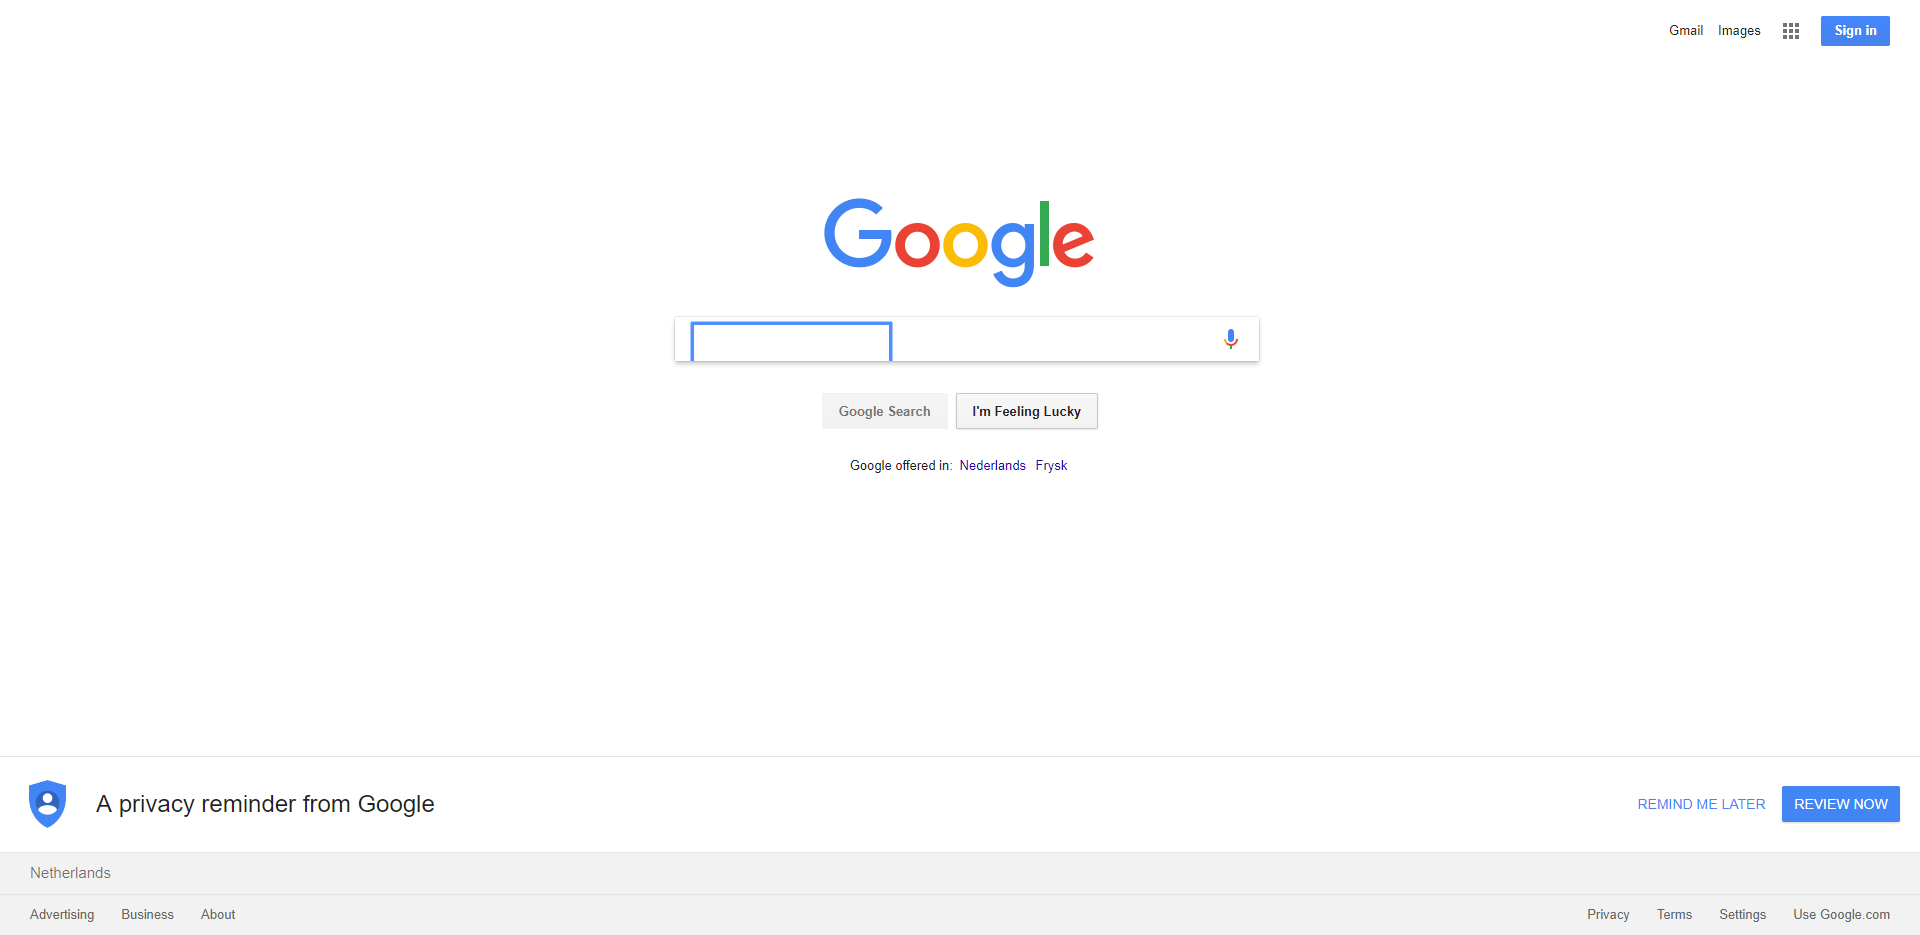 Gmail Images Sign in
Google
Google Search I'm Feeling Lucky
Google offered in: Nederlands Frysk
A privacy reminder from Google REMIND ME LATER REVIEW NOW
Netherlands
Advertising Business About Privacy Terms Settings Use Google.com